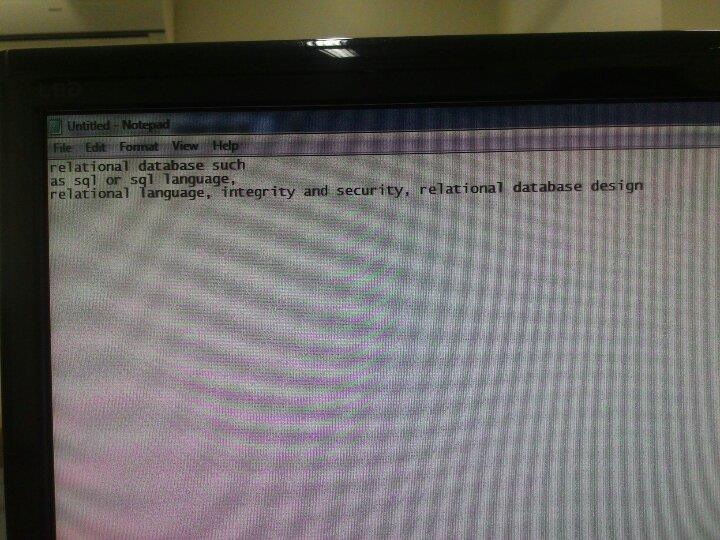 LED
Untitled - Notepad
File Edit Format View Help
relational database such
as sql or sql language,
relational language, integrity and security, relational database design